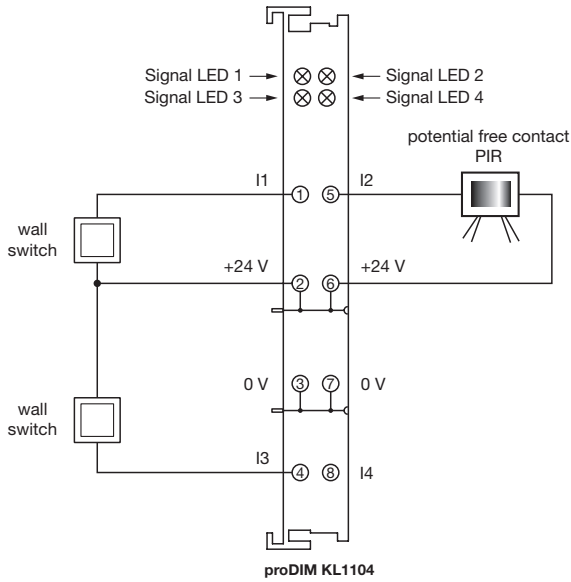 Signal LED 1
Signal LED 2
Signal LED 3
Signal LED 4
potential free contact
PIR
I1
1
5
I2
wall
switch
+24 V
2
6
+24 V
0 V
3
7
0 V
wall
switch
I3
4
8
I4
proDIM KL1104